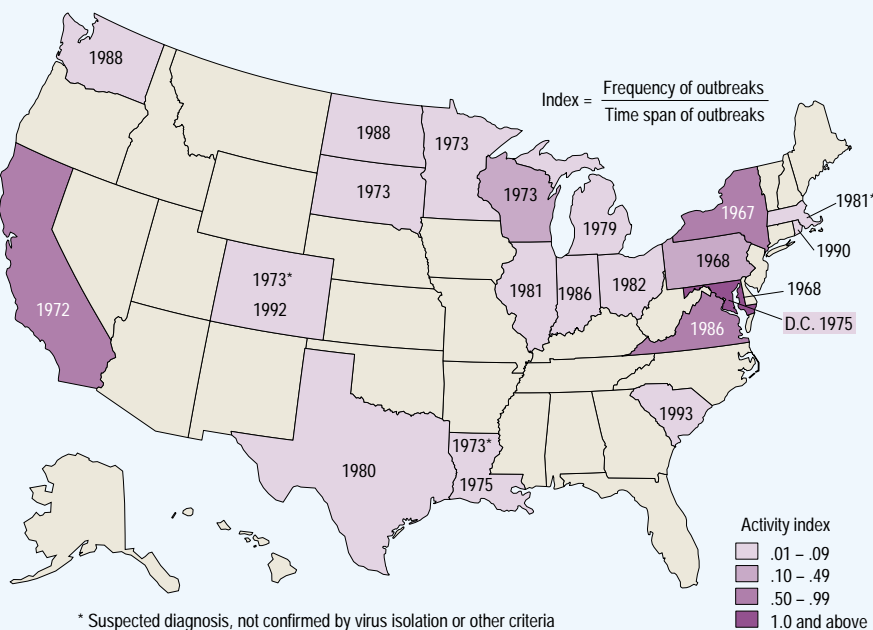 1988
Index = Frequency of outbreaks
Time span of outbreaks
1988
1973
1973
1973
1979
1967
1981*
1990
1968
1968
D.C. 1975
1986
1982
1986
1981
1973*
1992
1972
1993
1980
1973*
1975
Activity index
.01 – .09
.10 – .49
.50 – .99
1.0 and above
* Suspected diagnosis, not confirmed by virus isolation or other criteria